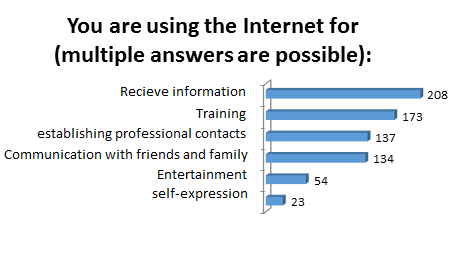 You are using the Internet for
(multiple answers are possible):
Recieve information 208
Training 173
establishing professional contacts 137
Communication with friends and family 134
Entertainment 54
self-expression 23